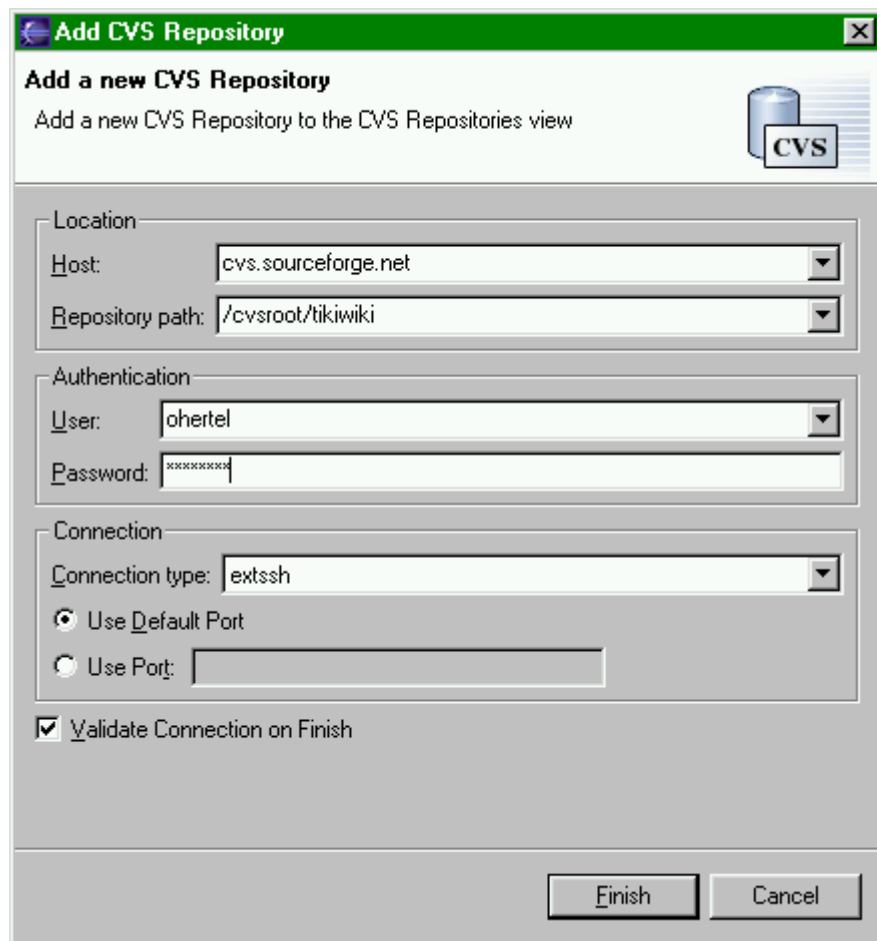 Add CVS Repository
Add a new CVS Repository
Add a new CVS Repository to the CVS Repositories view
CVS
Location
Host: cvs.sourceforge.net
Repository path: /cvsroot/tikiwiki
Authentication
User: ohertel
Password: ********
Connection
Connection type: extssh
Use Default Port
Use Port:
Validate Connection on Finish
Finish Cancel